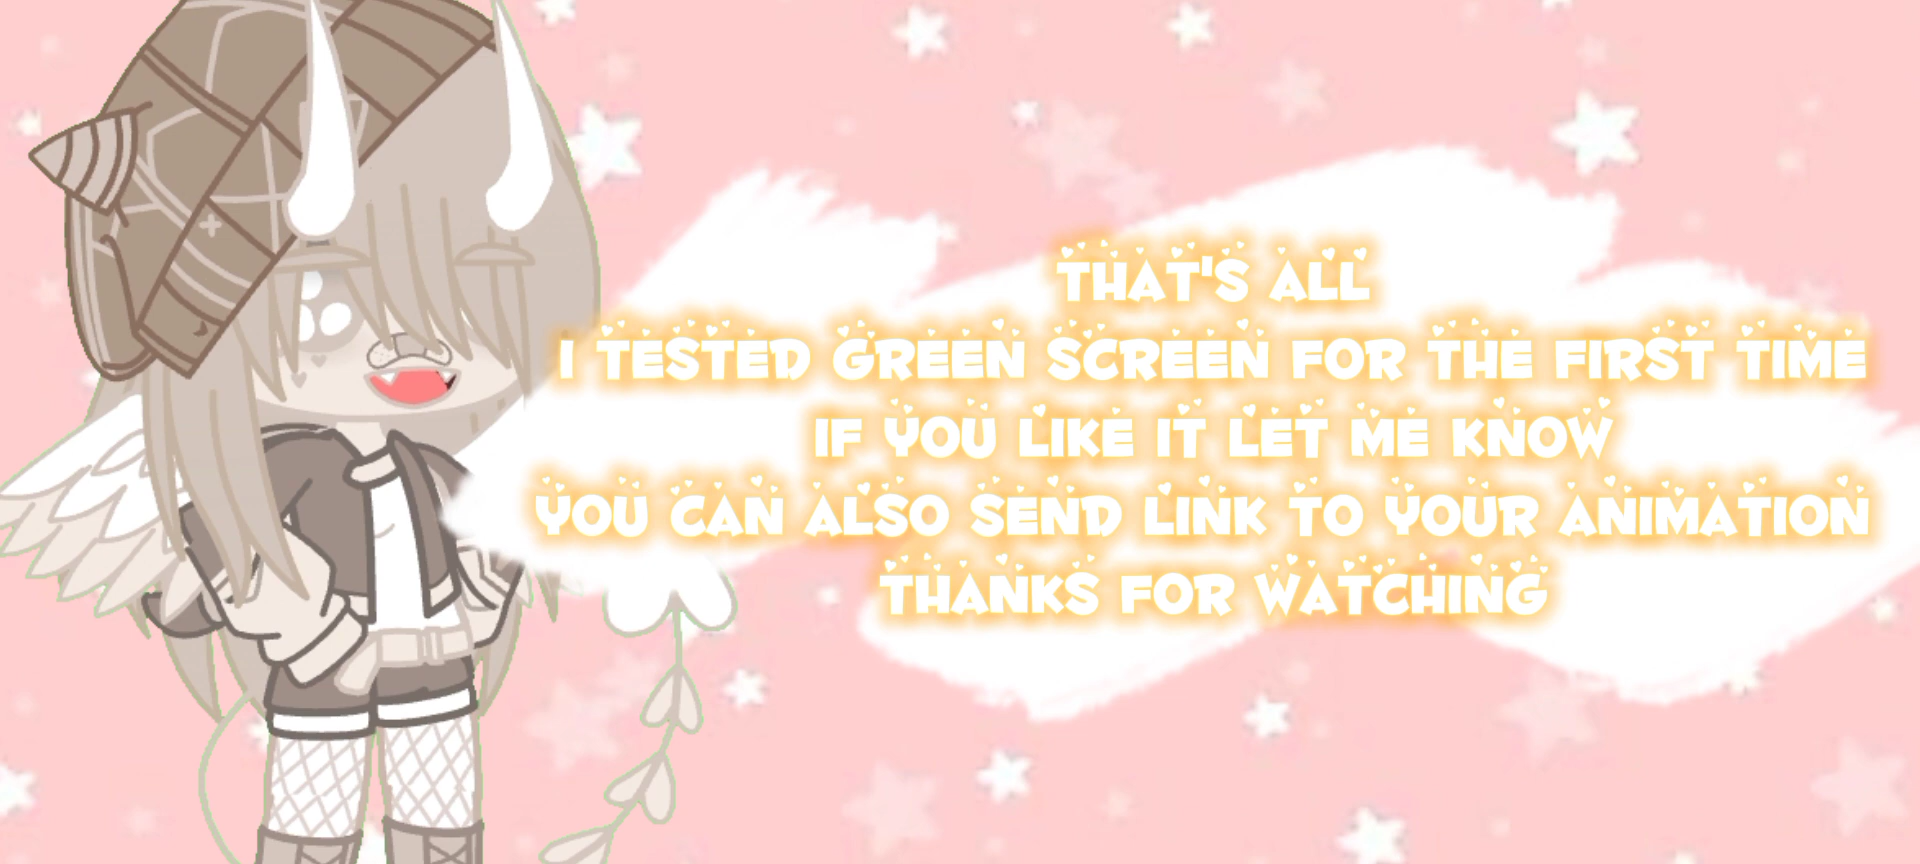 THAT'S ALL
I TESTED GREEN SCREEN FOR THE FIRST TIME
IF YOU LIKE IT LET ME KNOW
YOU CAN ALSO SEND LINK TO YOUR ANIMATION
THANKS FOR WATCHING